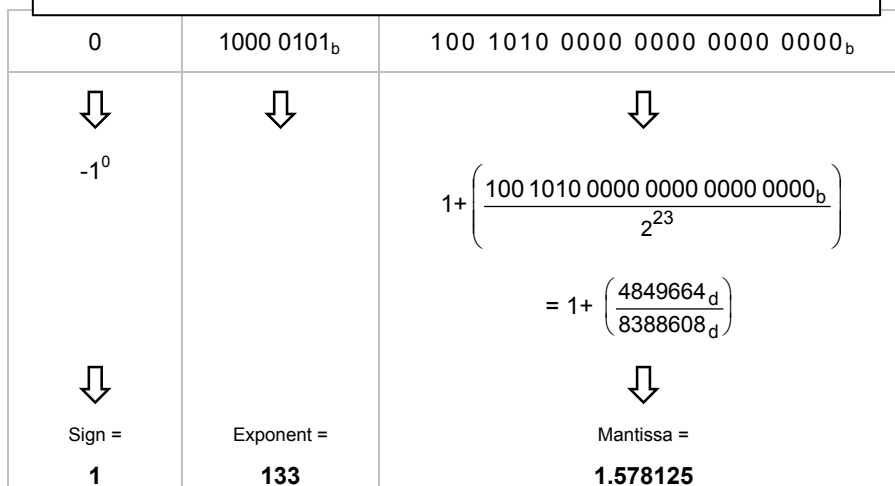 0 1000 0101b 100 1010 0000 0000 0000 0000b
-1^0
1+(100 1010 0000 0000 0000 0000b / 2^23)
= 1+ (4849664d / 8388608d)
Sign = Exponent = Mantissa =
1 133 1.578125